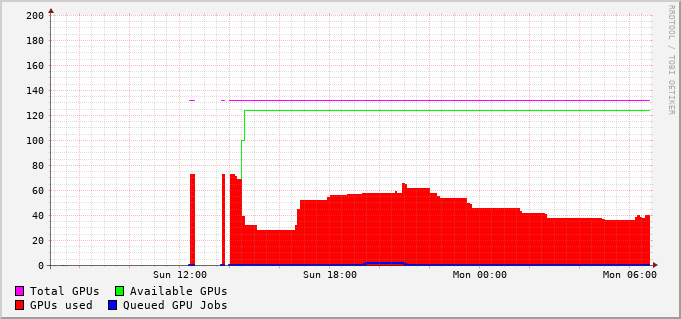 200
180
160
140
120
100
80
60
40
20
0
Sun 12:00 Sun 18:00 Mon 00:00 Mon 06:00
Total GPUs Available GPUs
GPUs used Queued GPU Jobs
RRDTOOL / TOBI OETIKER